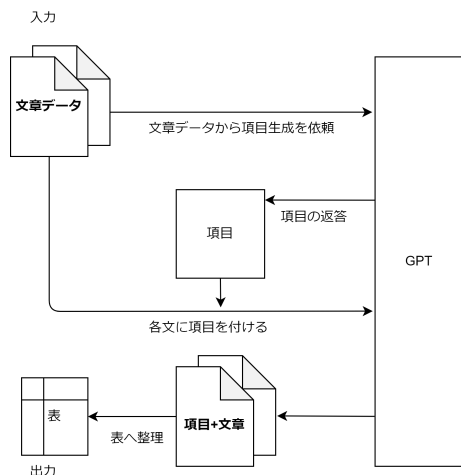 入力
文章データ
文章データから項目生成を依頼
項目の返答
項目
GPT
各文に項目を付ける
項目+文章
表へ整理
表
出力